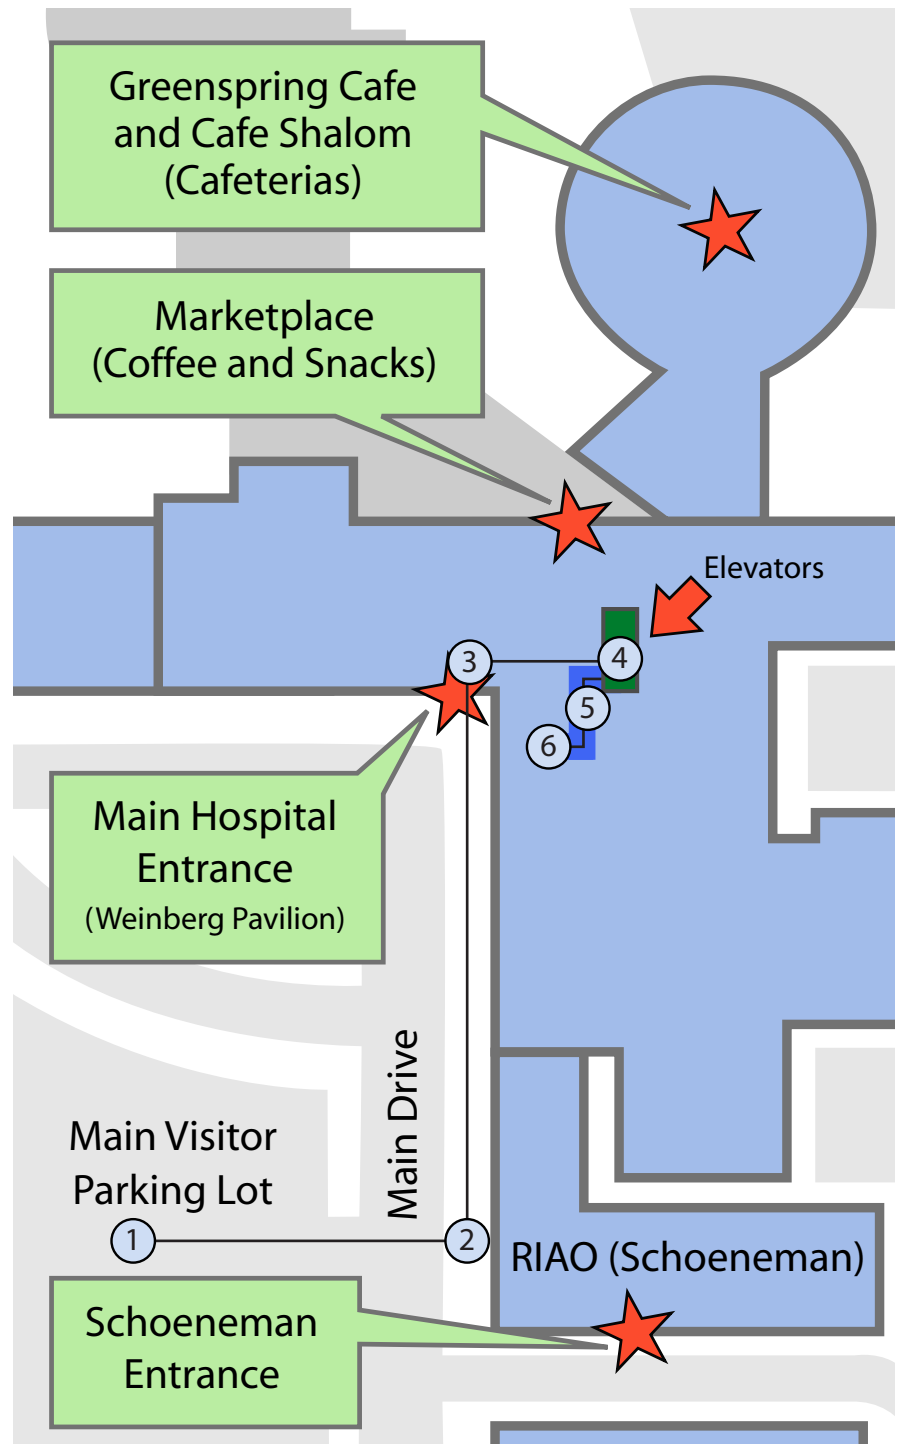 Greenspring Cafe
and Cafe Shalom
(Cafeterias)
Marketplace
(Coffee and Snacks)
Elevators
3
4
5
6
Main Hospital
Entrance
(Weinberg Pavilion)
Main Drive
Main Visitor
Parking Lot
1
2
RIAO (Schoeneman)
Schoeneman
Entrance